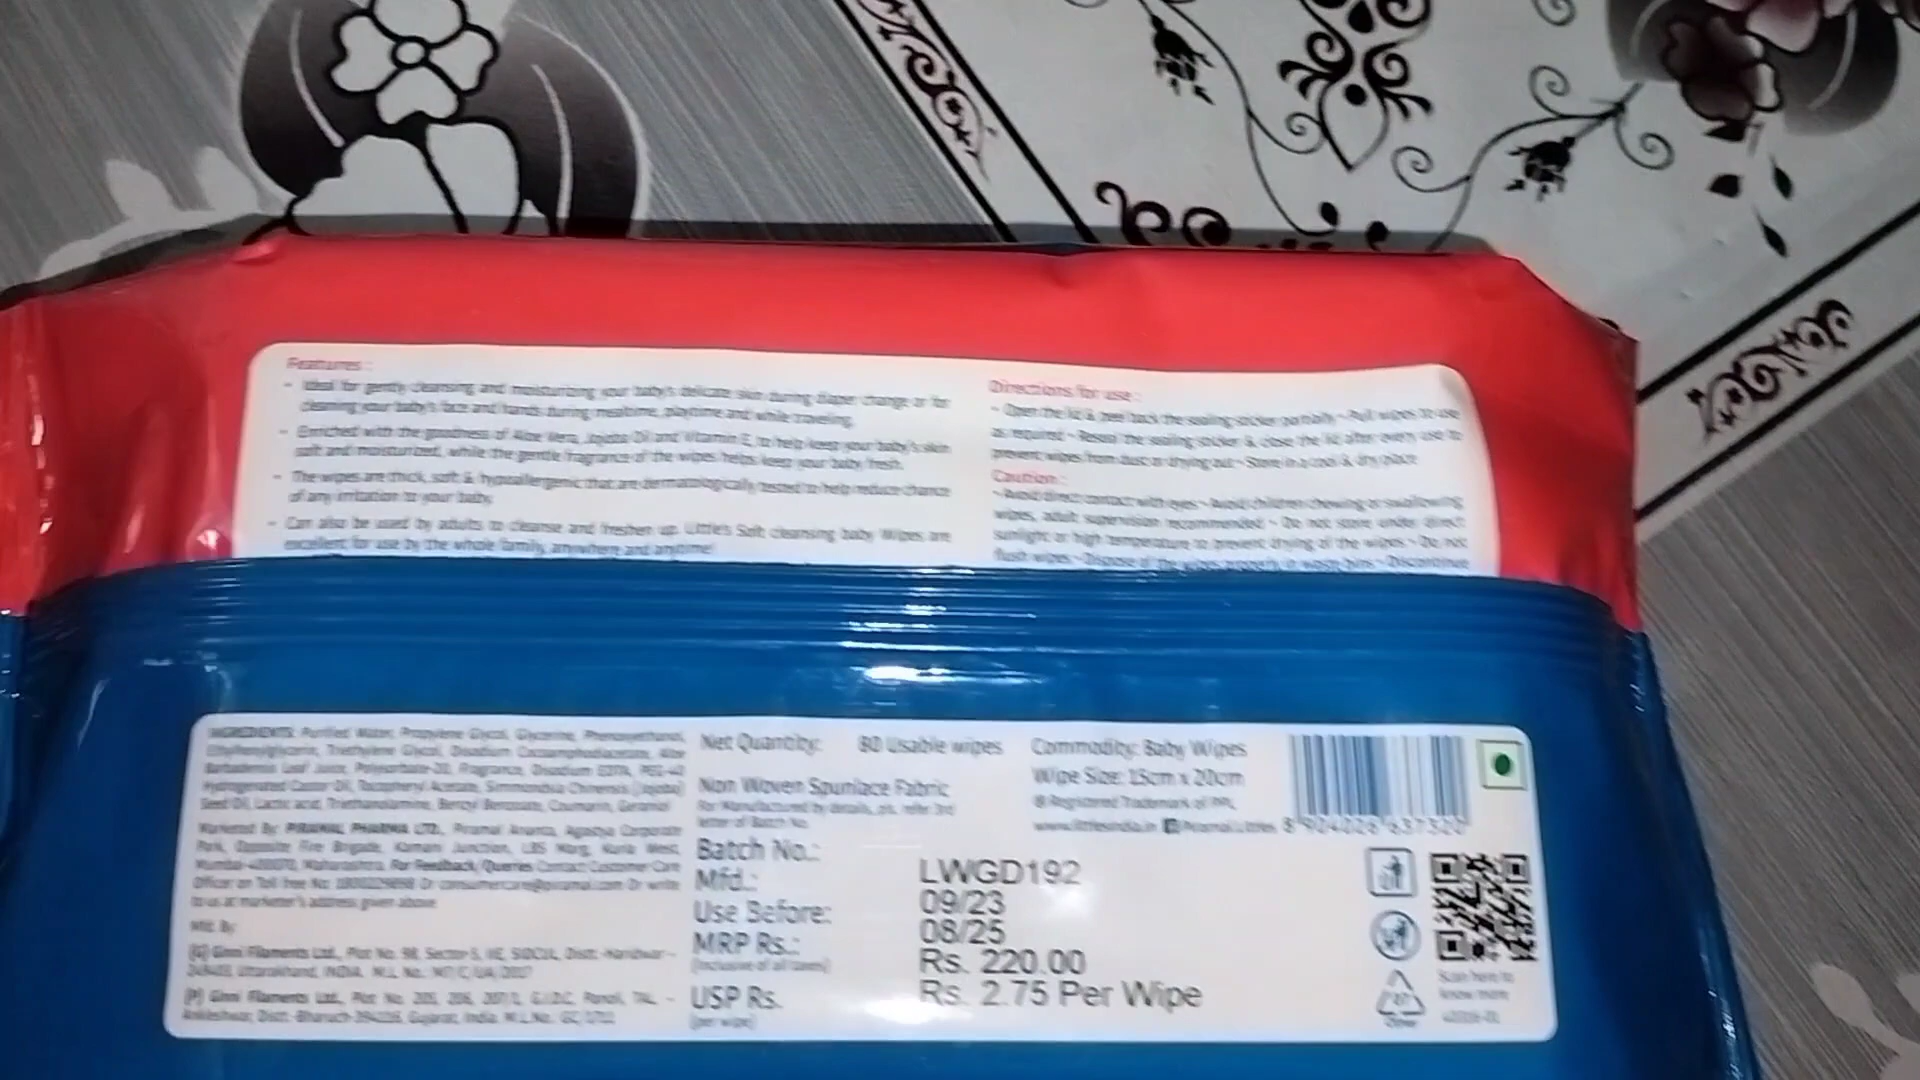 Features :
• Ideal for gently cleansing and moisturizing your baby's delicate skin during diaper change or for
cleaning your baby's face and hands during mealtime, playtime and while traveling.
• Enriched with the goodness of Aloe Vera, Jojoba Oil and Vitamin E, to help keep your baby's skin
soft and moisturized, while the gentle fragrance of the wipes helps keep your baby fresh.
• The wipes are thick, soft & hypoallergenic that are dermatologically tested to help reduce chance
of any irritation to your baby.
• Can also be used by adults to cleanse and freshen up. Little's Soft cleansing baby Wipes are
excellent for use by the whole family, anywhere and anytime!
Directions for use :
• Open the lid & peel back the sealing sticker partially • Pull wipes to use
as required • Reseal the sealing sticker & close the lid after every use to
prevent wipes from dust or drying out • Store in a cool & dry place
Caution :
• Avoid direct contact with eyes • Avoid children chewing or swallowing
wipes, adult supervision recommended • Do not store under direct
sunlight or high temperature to prevent drying of the wipes • Do not
flush wipes • Dispose of the wipes properly in waste bins • Discontinue
INGREDIENTS: Purified Water, Propylene Glycol, Glycerine, Phenoxyethanol,
Ethylhexylglycerin, Triethylene Glycol, Disodium Cocoamphodiacetate, Aloe
Barbadensis Leaf Juice, Polysorbate-20, Fragrance, Disodium EDTA, PEG-40
Hydrogenated Castor Oil, Tocopheryl Acetate, Simmondsia Chinensis (Jojoba)
Seed Oil, Lactic acid, Triethanolamine, Benzyl Benzoate, Coumarin, Geraniol
Marketed By: PIRAMAL PHARMA LTD., Piramal Ananta, Agastya Corporate
Park, Opposite Fire Brigade, Kamani Junction, LBS Marg, Kurla West,
Mumbai-400070, Maharashtra. For Feedback/Queries Contact Customer Care
Officer on Toll free No. Or consumercare@piramal.com Or write
to us at marketer's address given above
Mfd. By:
(G) Ginni Filaments Ltd., Plot No. 98, Sector-5, IIE, SIDCUL, Distt.-Haridwar -
249403, Uttarakhand, INDIA. M.L. No.:
(P) Ginni Filaments Ltd., Plot No. 205, 206, G.I.D.C, Panoli, TAL. -
Ankleshwar, Dist.-Bharuch-394116, Gujarat, India. M.L. No.
Net Quantity: 80 Usable wipes
Non Woven Spunlace Fabric
For Manufactured by details, pls. refer 3rd
letter of Batch No.
Commodity: Baby Wipes
Wipe Size: 15cm x 20cm
® Registered Trademark of PPL
www.littlesindia.in
8 904026 637320
Batch No.: LWGD192
Mfd.: 09/23
Use Before: 08/25
MRP Rs.: Rs. 220.00
(Inclusive of all taxes)
USP Rs. Rs. 2.75 Per Wipe
(per wipe)
Scan here to
know more